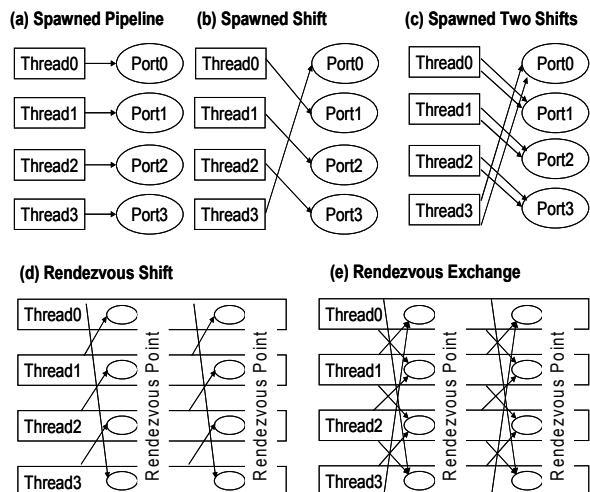 (a) Spawned Pipeline
Thread0
Port0
Thread1
Port1
Thread2
Port2
Thread3
Port3
(b) Spawned Shift
Thread0
Port0
Thread1
Port1
Thread2
Port2
Thread3
Port3
(c) Spawned Two Shifts
Thread0
Port0
Thread1
Port1
Thread2
Port2
Thread3
Port3
(d) Rendezvous Shift
Thread0
Thread1
Thread2
Thread3
Rendezvous Point
Rendezvous Point
(e) Rendezvous Exchange
Thread0
Thread1
Thread2
Thread3
Rendezvous Point
Rendezvous Point